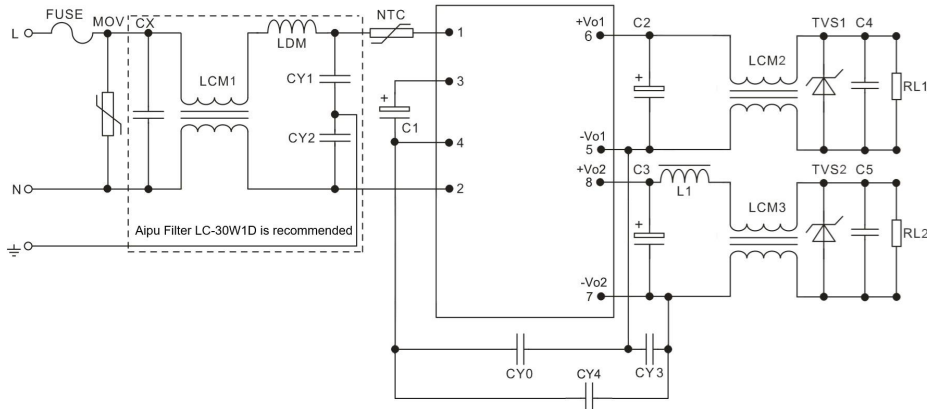 FUSE
MOV
CX
LDM
NTC
L
LCM1
CY1
CY2
N
Aipu Filter LC-30W1D is recommended
1
3
+
C1
4
2
+Vo1
6
C2
+
LCM2
TVS1
C4
RL1
-Vo1
5
+Vo2
8
C3
+
L1
LCM3
TVS2
C5
RL2
-Vo2
7
CY0
CY4
CY3